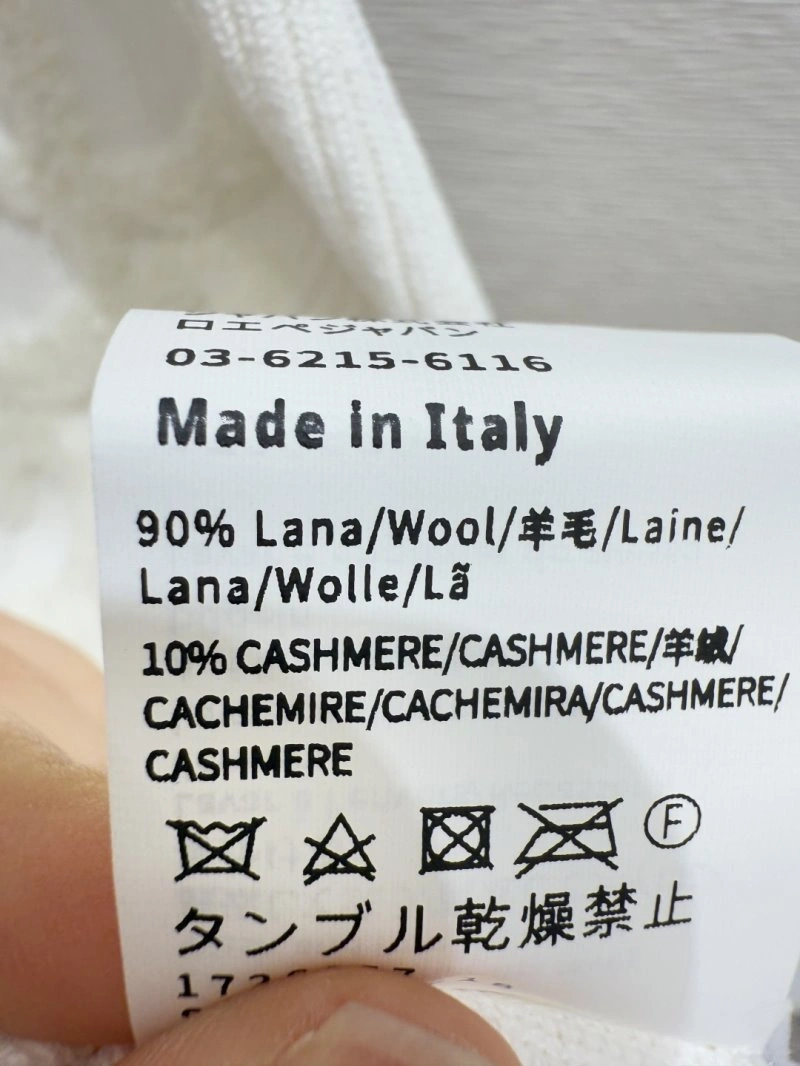 ロエベジャパン
03-6215-6116
Made in Italy
90% Lana/Wool/羊毛/Laine/
Lana/Wolle/Lã
10% CASHMERE/CASHMERE/羊絨/
CACHEMIRE/CACHEMIRA/CASHMERE/
CASHMERE
F
タンブル乾燥禁止